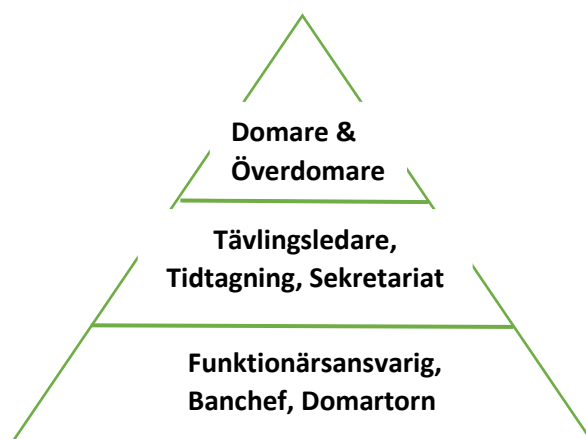 Domare &
Överdomare
Tävlingsledare,
Tidtagning, Sekretariat
Funktionärsansvarig,
Banchef, Domartorn